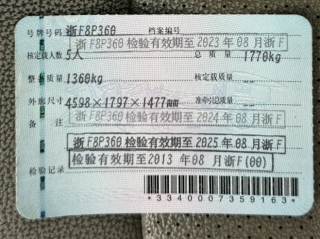 号牌号码 浙F8P360 档案编号
浙F8P360检验有效期至2023年08月浙F
核定载人数 5人 总质量 1770kg
整备质量 1360kg 核定载质量
外廓尺寸 4598×1797×1477mm 准牵引总质量
备注 检验有效期至2024年08月浙F
浙F8P360检验有效期至2025年08月浙F
检验有效期至2013年08月浙F(00)
检验记录
*3340007359163*